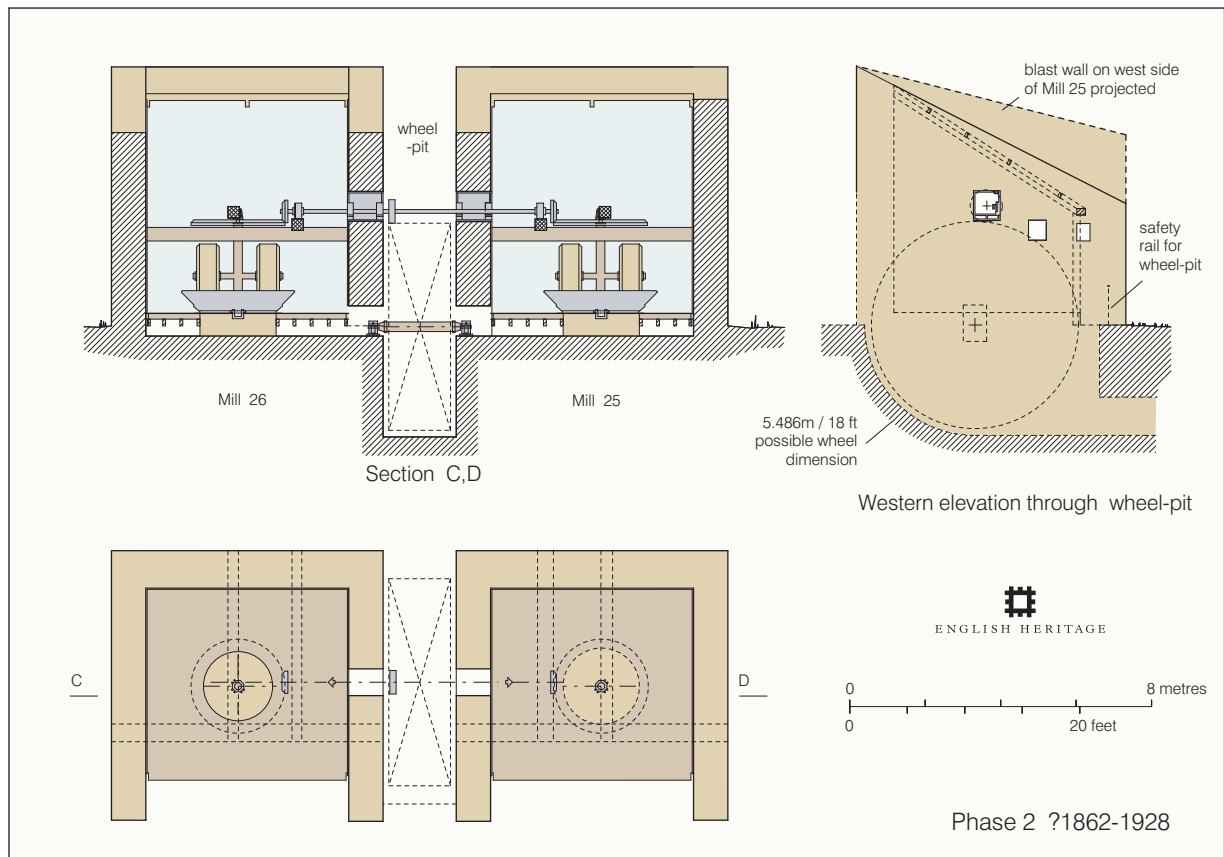 wheel
-pit
Mill 26
Mill 25
Section C,D
blast wall on west side
of Mill 25 projected
safety
rail for
wheel-pit
5.486m / 18 ft
possible wheel
dimension
Western elevation through wheel-pit
C
D
ENGLISH HERITAGE
0
8 metres
0
20 feet
Phase 2 ?1862-1928